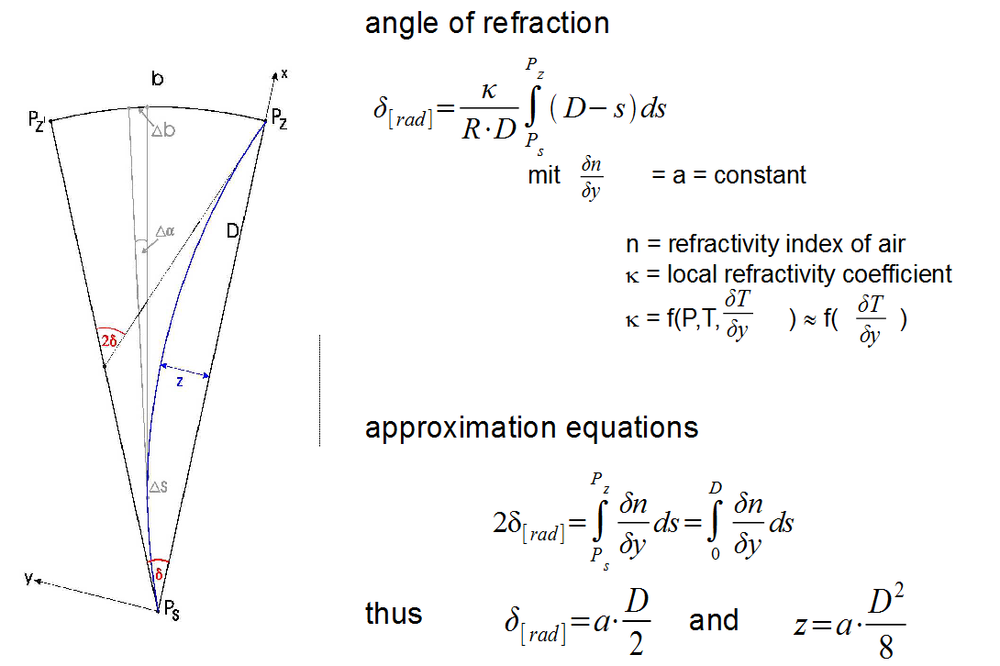 angle of refraction
b
x
P_Z'
P_Z
Δb
δ_[rad] = κ/(R·D) ∫_{P_s}^{P_z} (D−s) ds
mit δn/δy = a = constant
Δα
D
n = refractivity index of air
κ = local refractivity coefficient
κ = f(P,T, δT/δy ) ≈ f( δT/δy )
2δ
z
approximation equations
Δs
2δ_[rad] = ∫_{P_s}^{P_z} δn/δy ds = ∫_0^D δn/δy ds
δ
y
P_S
thus δ_[rad] = a· D/2 and z = a· D²/8